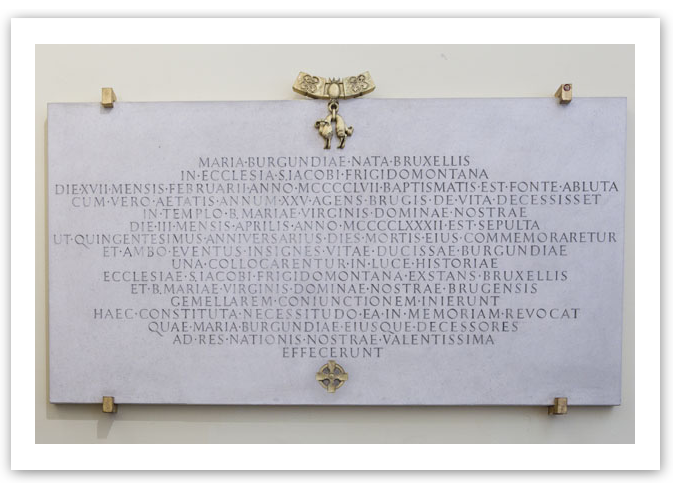 MARIA·BURGUNDIAE·NATA·BRUXELLIS
IN·ECCLESIA·S.IACOBI·FRIGIDOMONTANA
DIE·XVII·MENSIS·FEBRUARII·ANNO·MCCCCLVII·BAPTISMATIS·EST·FONTE·ABLUTA
CUM·VERO·AETATIS·ANNUM·XXV·AGENS·BRUGIS·DE·VITA·DECESSISSET
IN·TEMPLO·B.MARIAE·VIRGINIS·DOMINAE·NOSTRAE
DIE·III·MENSIS·APRILIS·ANNO·MCCCCLXXXII·EST·SEPULTA
UT·QUINGENTESIMUS·ANNIVERSARIUS·DIES·MORTIS·EIUS·COMMEMORARETUR
ET·AMBO·EVENTUS·INSIGNES·VITAE·DUCISSAE·BURGUNDIAE
UNA·COLLOCARENTUR·IN·LUCE·HISTORIAE
ECCLESIAE·S.IACOBI·FRIGIDOMONTANA·EXSTANS·BRUXELLIS
ET·B.MARIAE·VIRGINIS·DOMINAE·NOSTRAE·BRUGENSIS
GEMELLAREM·CONIUNCTIONEM·INIERUNT
HAEC·CONSTITUTA·NECESSITUDO·EA·IN·MEMORIAM·REVOCAT
QUAE·MARIA·BURGUNDIAE·EIUSQUE·DECESSORES
AD·RES·NATIONIS·NOSTRAE·VALENTISSIMA
EFFECERUNT